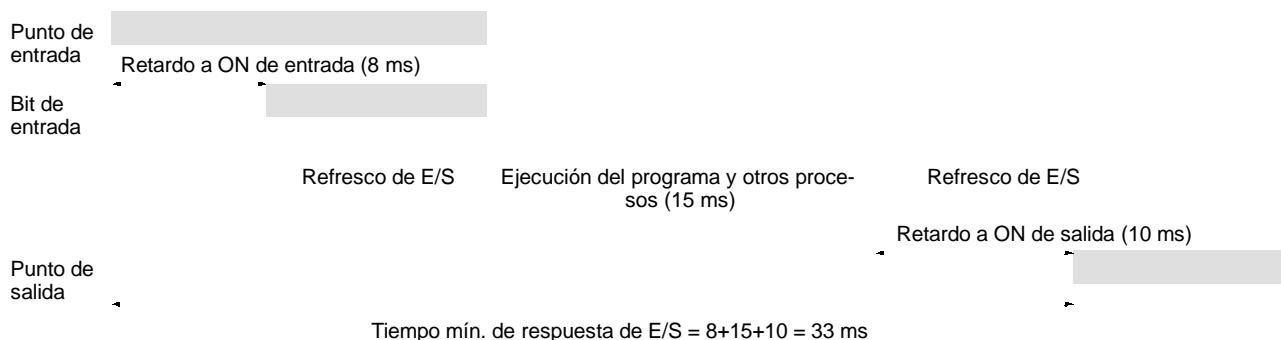 Punto de
entrada
Retardo a ON de entrada (8 ms)
Bit de
entrada
Refresco de E/S
Ejecución del programa y otros proce-
sos (15 ms)
Refresco de E/S
Retardo a ON de salida (10 ms)
Punto de
salida
Tiempo mín. de respuesta de E/S = 8+15+10 = 33 ms